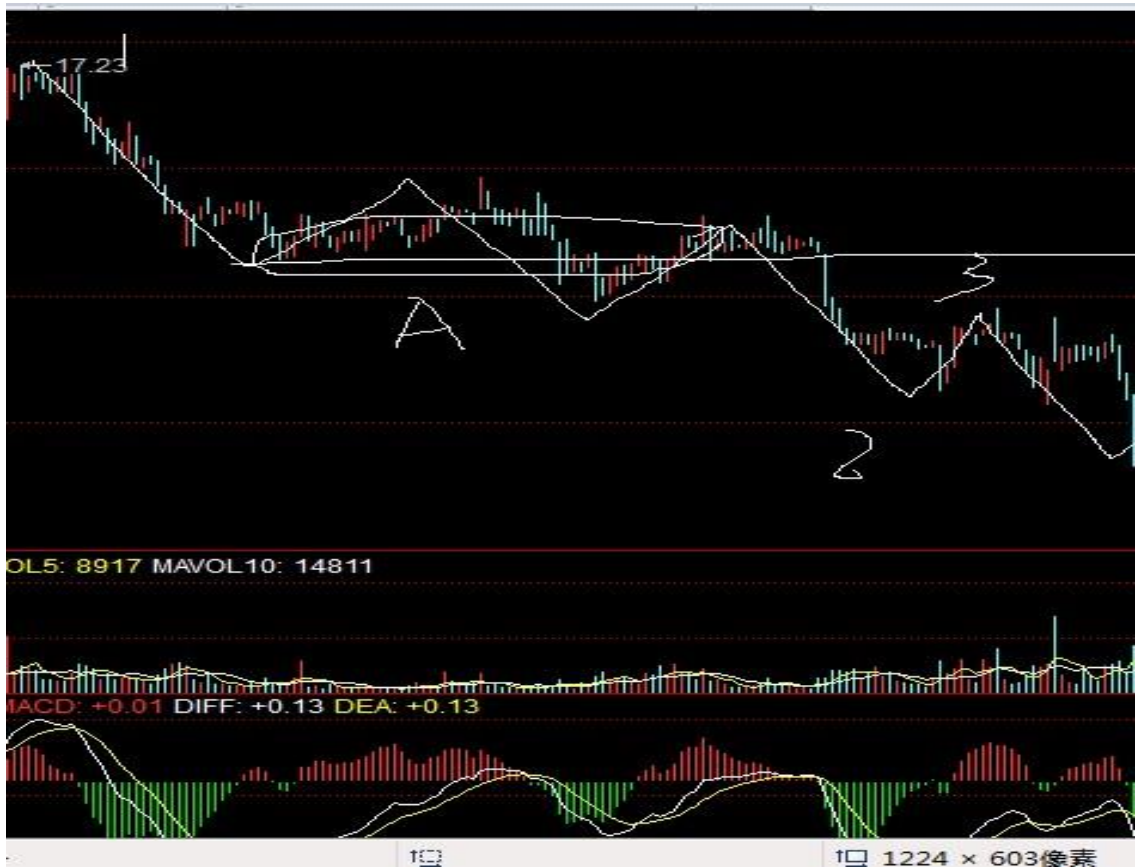 17.23
A
3
2
OL5: 8917 MAVOL10: 14811
MACD: +0.01 DIFF: +0.13 DEA: +0.13
1224 × 603像素